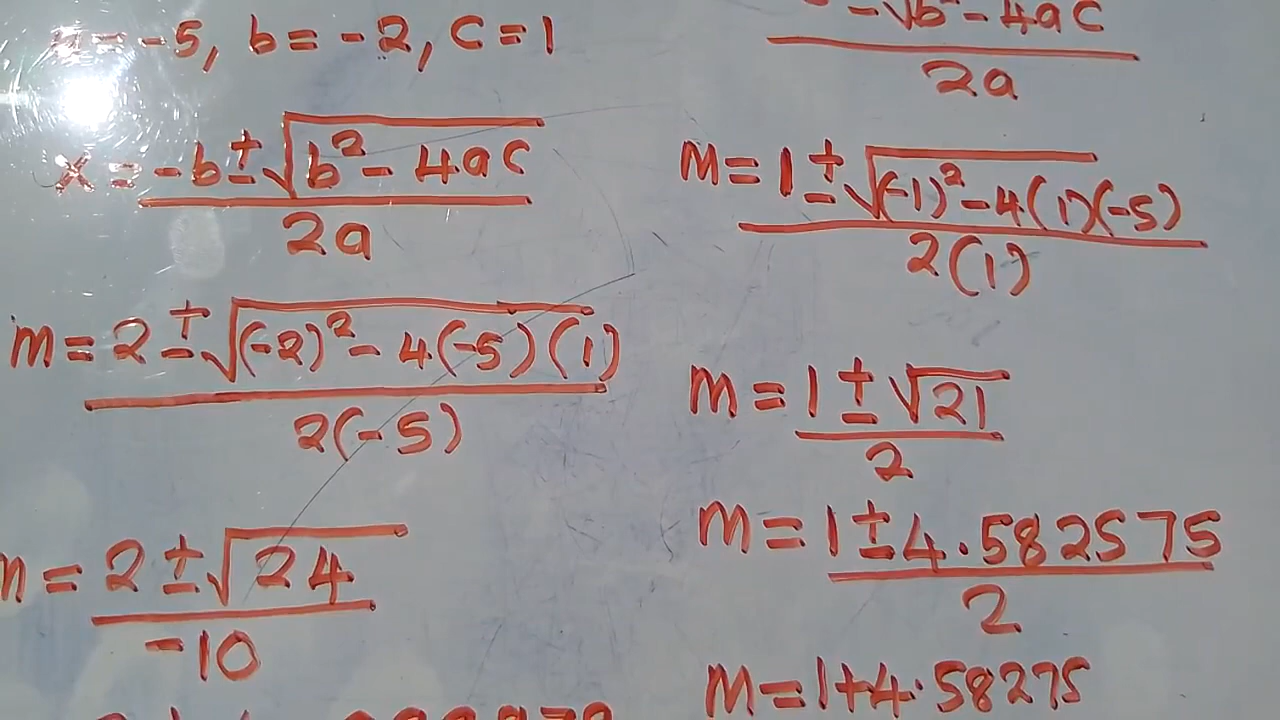 a = -5, b = -2, c = 1
x = -b ± √b² - 4ac
2a
m = 2 ± √(-2)² - 4(-5)(1)
2(-5)
m = 2 ± √24
-10
- √b² - 4ac
2a
m = 1 ± √(-1)² - 4(1)(-5)
2(1)
m = 1 ± √21
2
m = 1 ± 4.582575
2
m = 1 + 4.58275